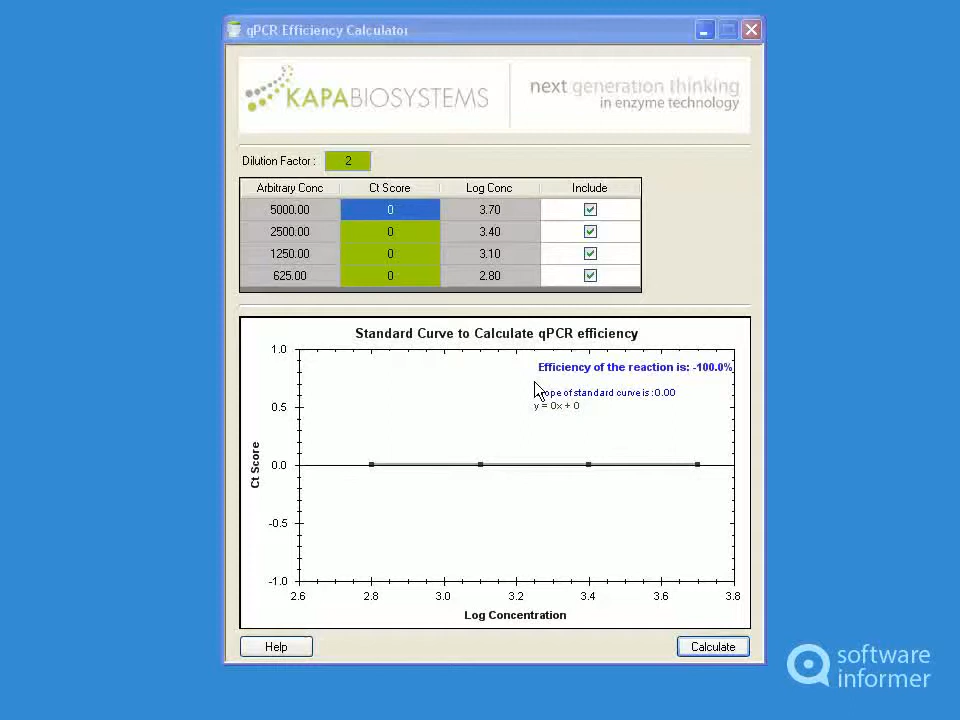 qPCR Efficiency Calculator
KAPABIOSYSTEMS
next generation thinking
in enzyme technology
Dilution Factor : 2
Arbitrary Conc Ct Score Log Conc Include
5000.00 0 3.70
2500.00 0 3.40
1250.00 0 3.10
625.00 0 2.80
Standard Curve to Calculate qPCR efficiency
1.0
Efficiency of the reaction is: -100.0%
ope of standard curve is :0.00
y = 0x + 0
0.5
Ct Score
0.0
-0.5
-1.0
2.6 2.8 3.0 3.2 3.4 3.6 3.8
Log Concentration
Help Calculate
software
informer